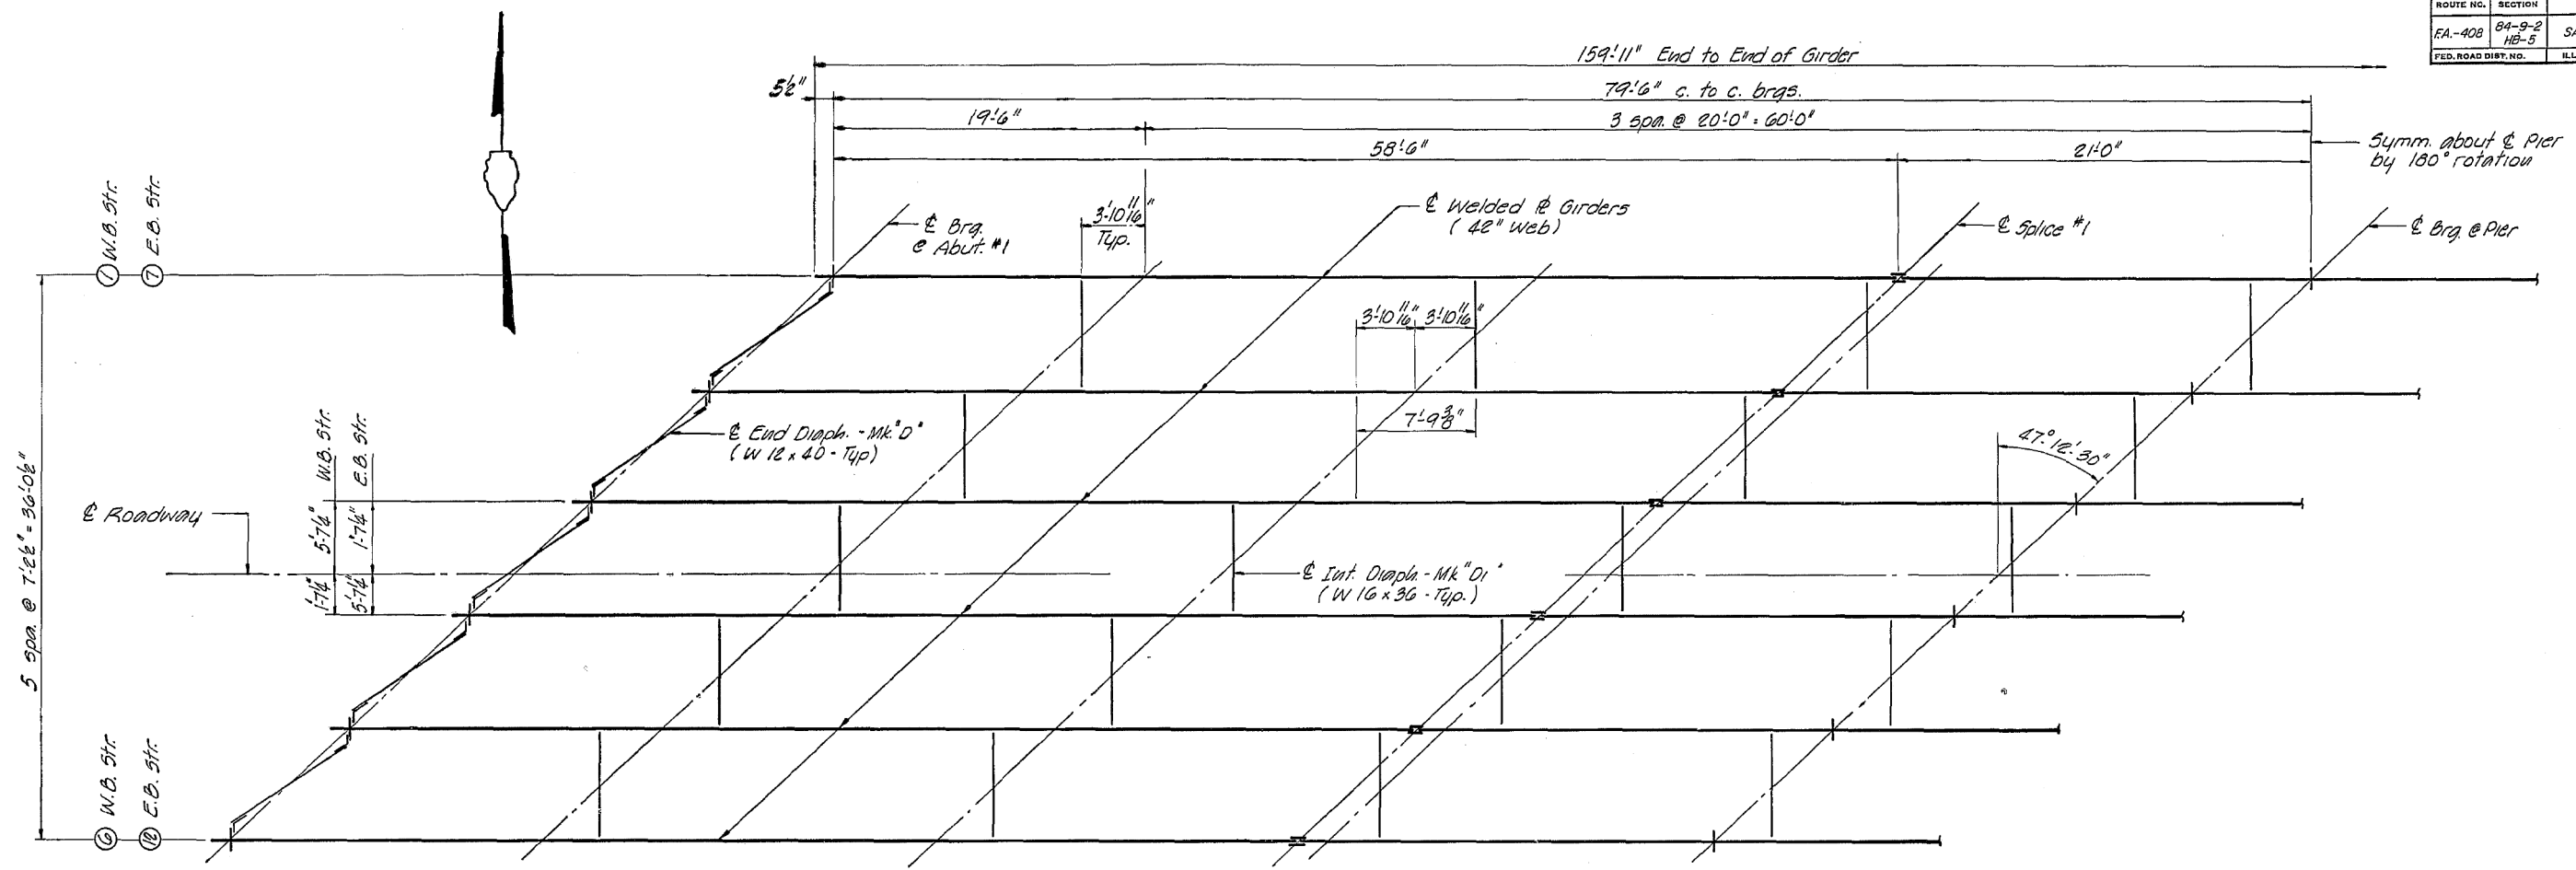 ROUTE NO. SECTION
F.A.-408 84-9-2 HB-5 SA
FED. ROAD DIST. NO. ILL
159'-11" End to End of Girder
5½" 79'-6" c. to c. brgs.
19'-6" 3 spa. @ 20'-0" = 60'-0"
58'-6" 21'-0"
Symm. about ℄ Pier
by 180° rotation
① W.B. Str.
⑦ E.B. Str.
℄ Brg.
@ Abut. #1
3'-10 11/16"
Typ.
℄ Welded ℙ Girders
(42" Web)
℄ Splice #1
℄ Brg. @ Pier
3'-10 11/16" 3'-10 11/16"
7'-9⅜"
℄ End Diaph. - Mk. "D"
(W 12 x 40 - Typ)
47° 12' 30"
5 spa. @ 7'-2½" = 36'-0½"
W.B. Str.
E.B. Str.
5'-7¼" 1'-7¼"
1'-7¼" 5'-7¼"
℄ Roadway
℄ Int. Diaph. - Mk "D1"
(W 16 x 36 - Typ.)
⑥ W.B. Str.
⑫ E.B. Str.